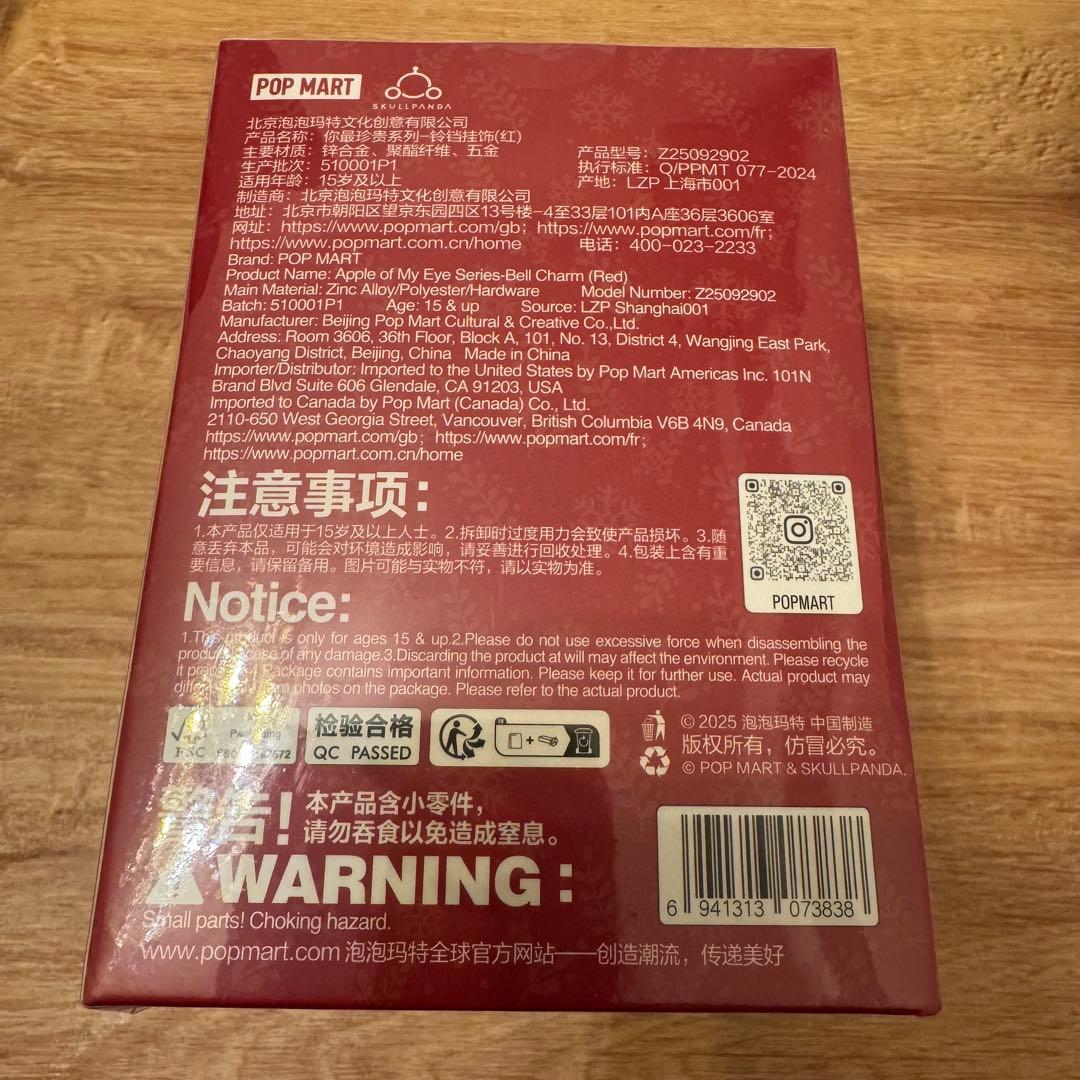 POP MART
SKULLPANDA
北京泡泡玛特文化创意有限公司
产品名称：你最珍贵系列-铃铛挂饰(红)
主要材质：锌合金、聚酯纤维、五金 产品型号：Z25092902
生产批次：510001P1 执行标准：Q/PPMT 077-2024
适用年龄：15岁及以上 产地：LZP 上海市001
制造商：北京泡泡玛特文化创意有限公司
地址：北京市朝阳区望京东园四区13号楼-4至33层101内A座36层3606室
网址：https://www.popmart.com/gb；https://www.popmart.com/fr；
https://www.popmart.com.cn/home 电话：400-023-2233
Brand: POP MART
Product Name: Apple of My Eye Series-Bell Charm (Red)
Main Material: Zinc Alloy/Polyester/Hardware Model Number: Z25092902
Batch: 510001P1 Age: 15 & up Source: LZP Shanghai001
Manufacturer: Beijing Pop Mart Cultural & Creative Co.,Ltd.
Address: Room 3606, 36th Floor, Block A, 101, No. 13, District 4, Wangjing East Park,
Chaoyang District, Beijing, China Made in China
Importer/Distributor: Imported to the United States by Pop Mart Americas Inc. 101N
Brand Blvd Suite 606 Glendale, CA 91203, USA
Imported to Canada by Pop Mart (Canada) Co., Ltd.
2110-650 West Georgia Street, Vancouver, British Columbia V6B 4N9, Canada
https://www.popmart.com/gb；https://www.popmart.com/fr；
https://www.popmart.com.cn/home
注意事项：
1.本产品仅适用于15岁及以上人士。2.拆卸时过度用力会致使产品损坏。3.随
意丢弃本品，可能会对环境造成影响，请妥善进行回收处理。4.包装上含有重
要信息，请保留备用。图片可能与实物不符，请以实物为准。
POPMART
Notice:
1.This product is only for ages 15 & up.2.Please do not use excessive force when disassembling the
of any damage.3.Discarding the product at will may affect the environment. Please recycle
it Package contains important information. Please keep it for further use. Actual product may
photos on the package. Please refer to the actual product.
FSC
检验合格
QC PASSED
FR
© 2025 泡泡玛特 中国制造
版权所有，仿冒必究。
© POP MART & SKULLPANDA.
警告! 本产品含小零件，
请勿吞食以免造成窒息。
WARNING：
Small parts! Choking hazard.
6 941313 073838
www.popmart.com 泡泡玛特全球官方网站——创造潮流，传递美好